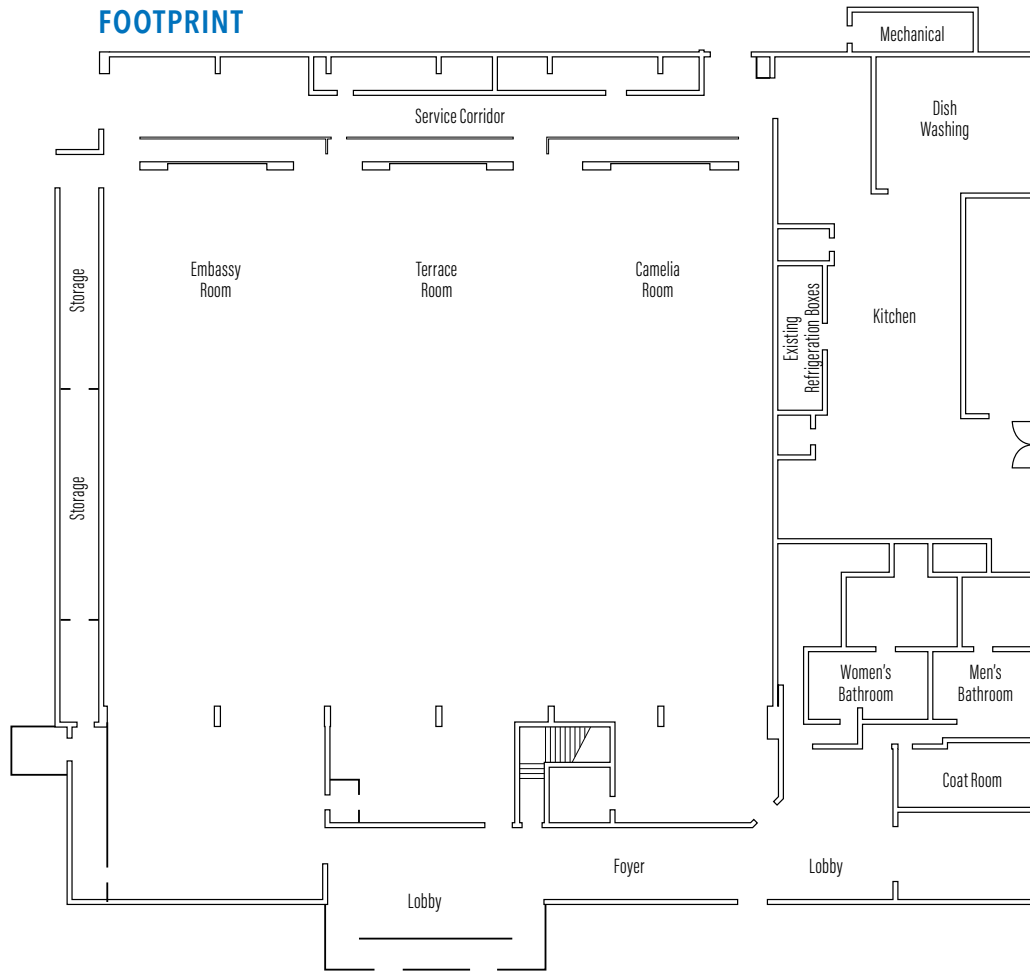 FOOTPRINT
Mechanical
Dish
Washing
Service Corridor
Embassy
Room
Terrace
Room
Camelia
Room
Storage
Existing
Refrigeration Boxes
Kitchen
Storage
Women's
Bathroom
Men's
Bathroom
Coat Room
Foyer
Lobby
Lobby